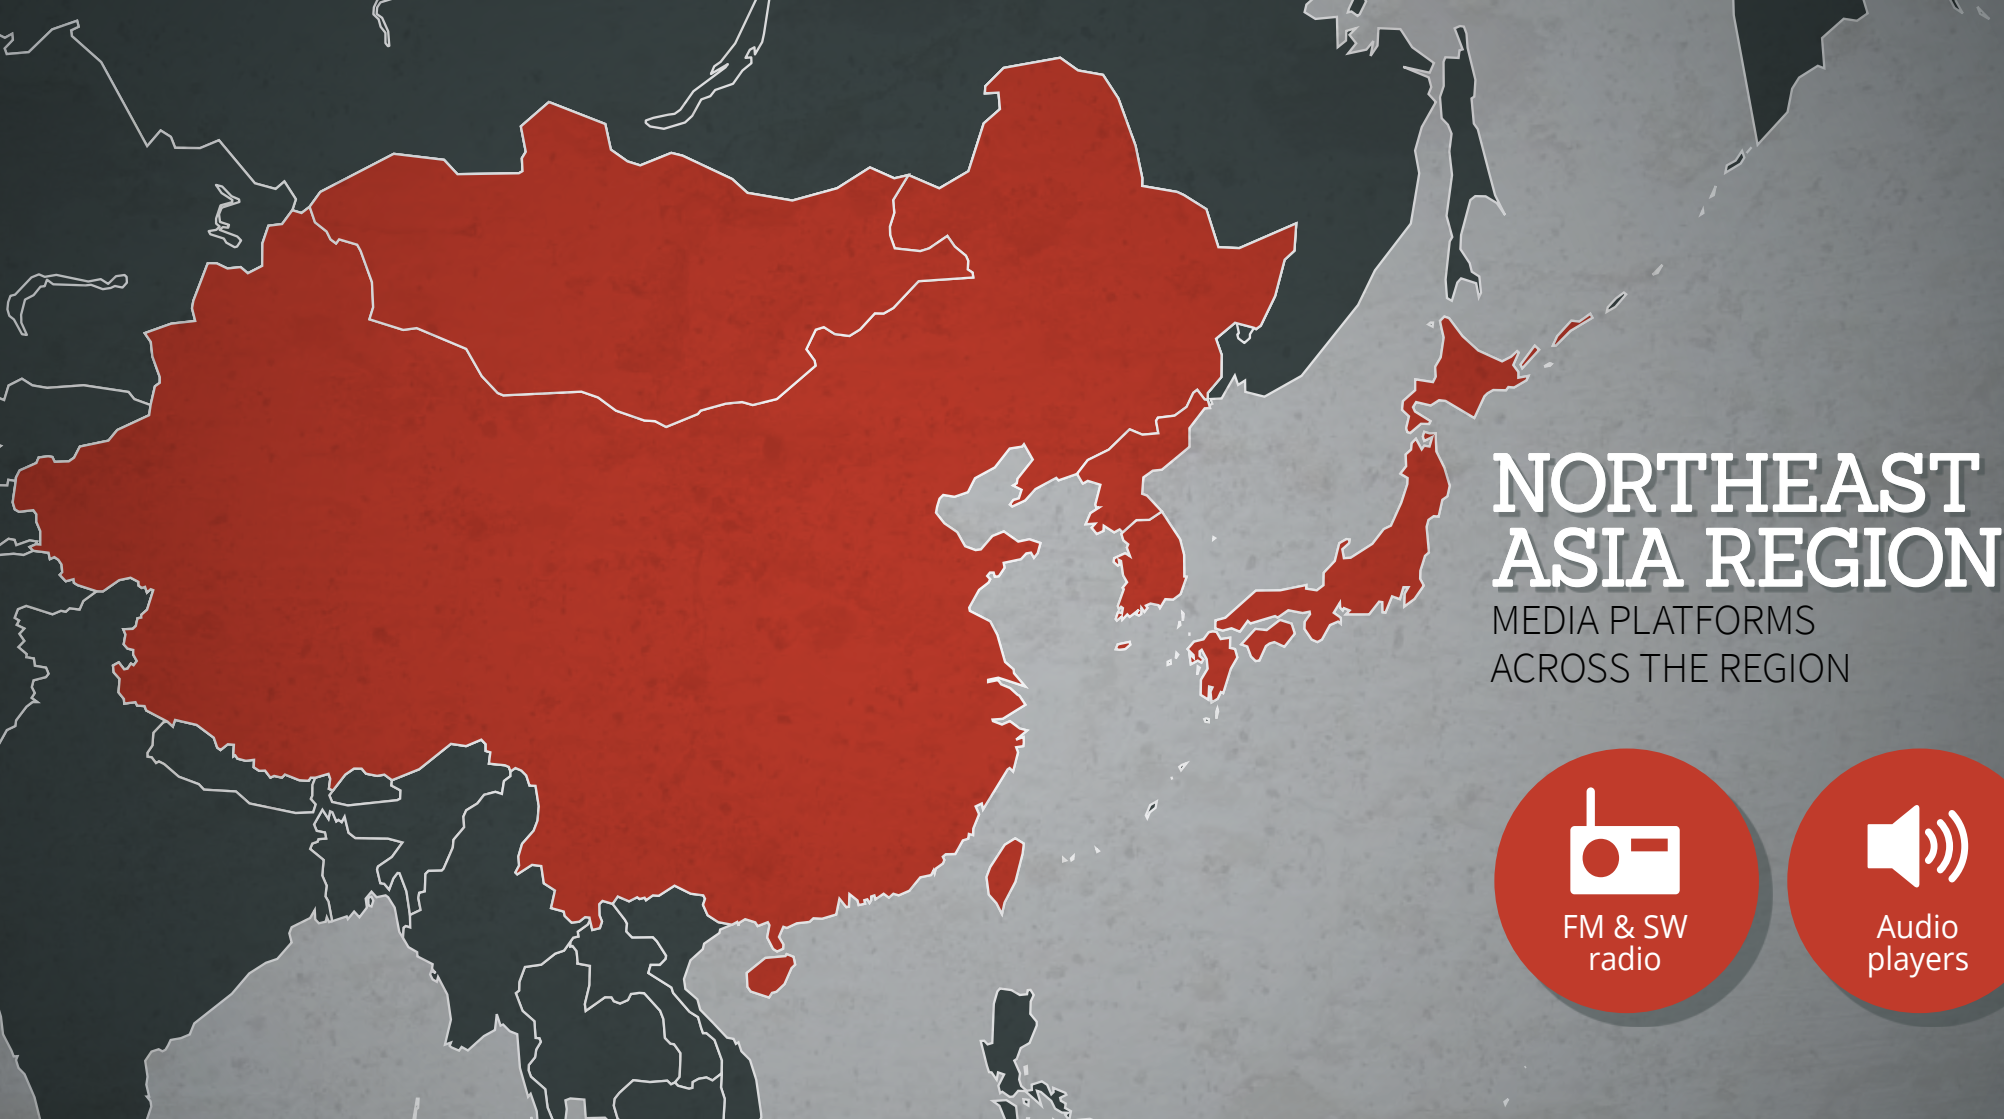 NORTHEAST
ASIA REGION
MEDIA PLATFORMS
ACROSS THE REGION
FM & SW
radio
Audio
players